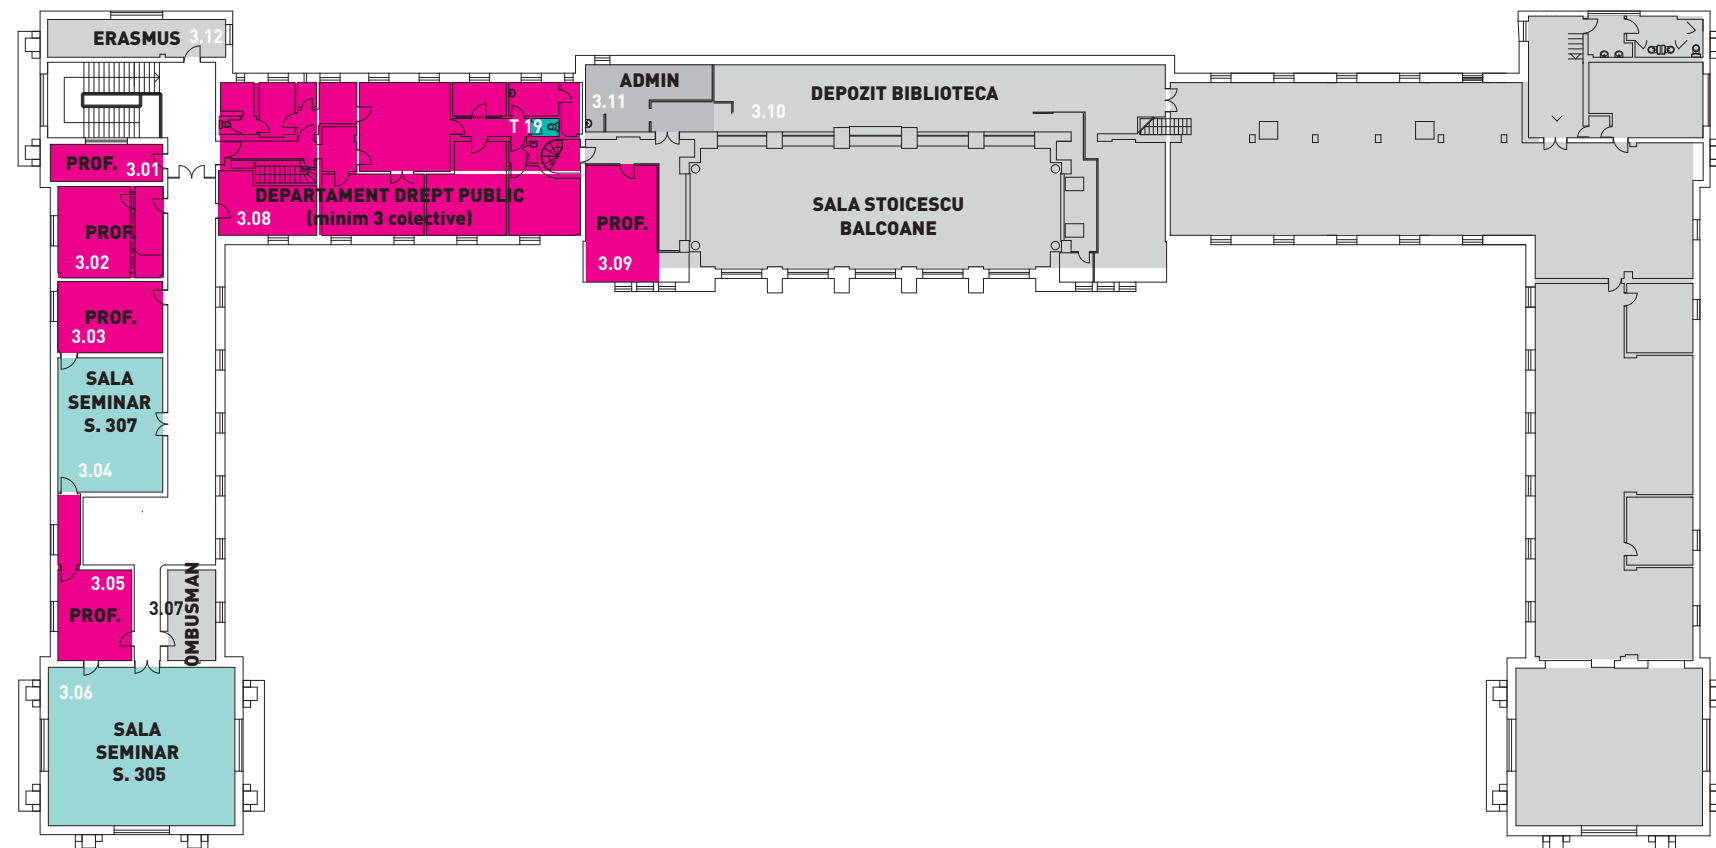 ERASMUS 3.12
ADMIN
3.11
DEPOZIT BIBLIOTECA
3.10
T 19
PROF. 3.01
DEPARTAMENT DREPT PUBLIC
(minim 3 colective)
3.08
PROF.
3.02
PROF.
3.09
SALA STOICESCU
BALCOANE
PROF.
3.03
SALA
SEMINAR
S. 307
3.04
3.05
PROF.
3.07
OMBUSMAN
3.06
SALA
SEMINAR
S. 305